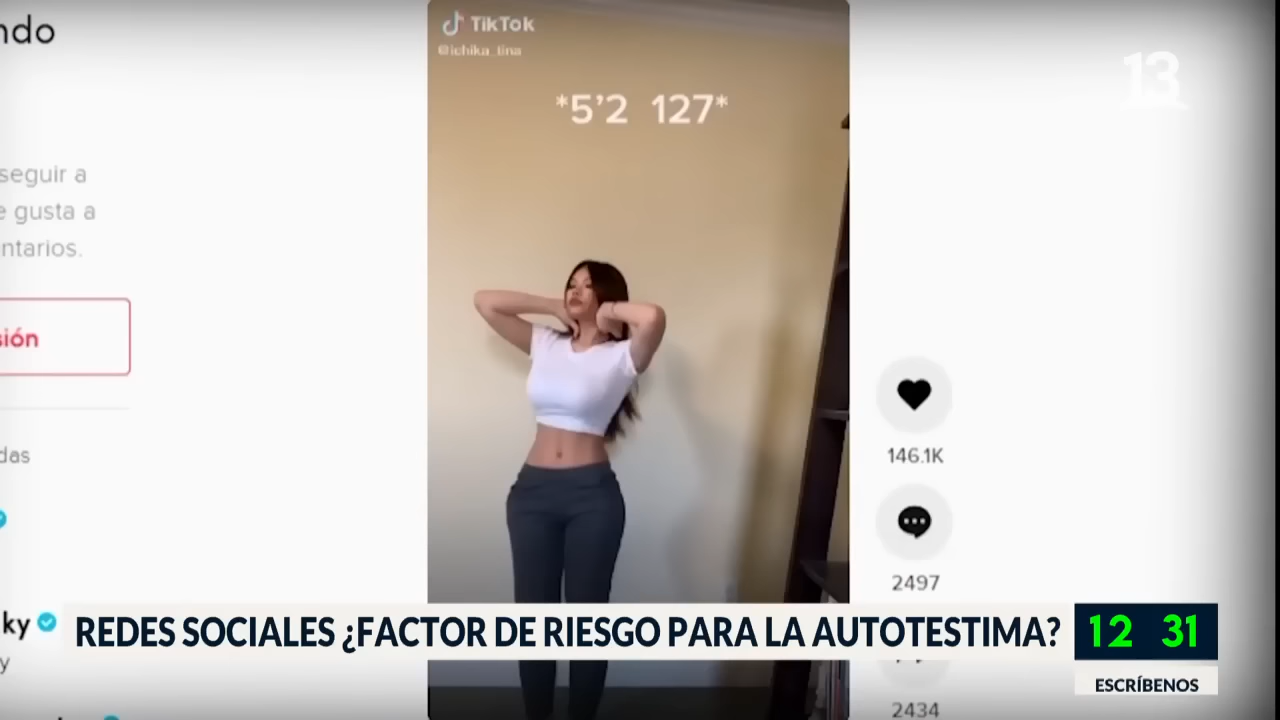 ndo
TikTok
@ichika_tina
13
*5'2 127*
seguir a
e gusta a
ntarios.
sión
das
146.1K
2497
ky
y
REDES SOCIALES ¿FACTOR DE RIESGO PARA LA AUTOTESTIMA?
12 31
ESCRÍBENOS
2434